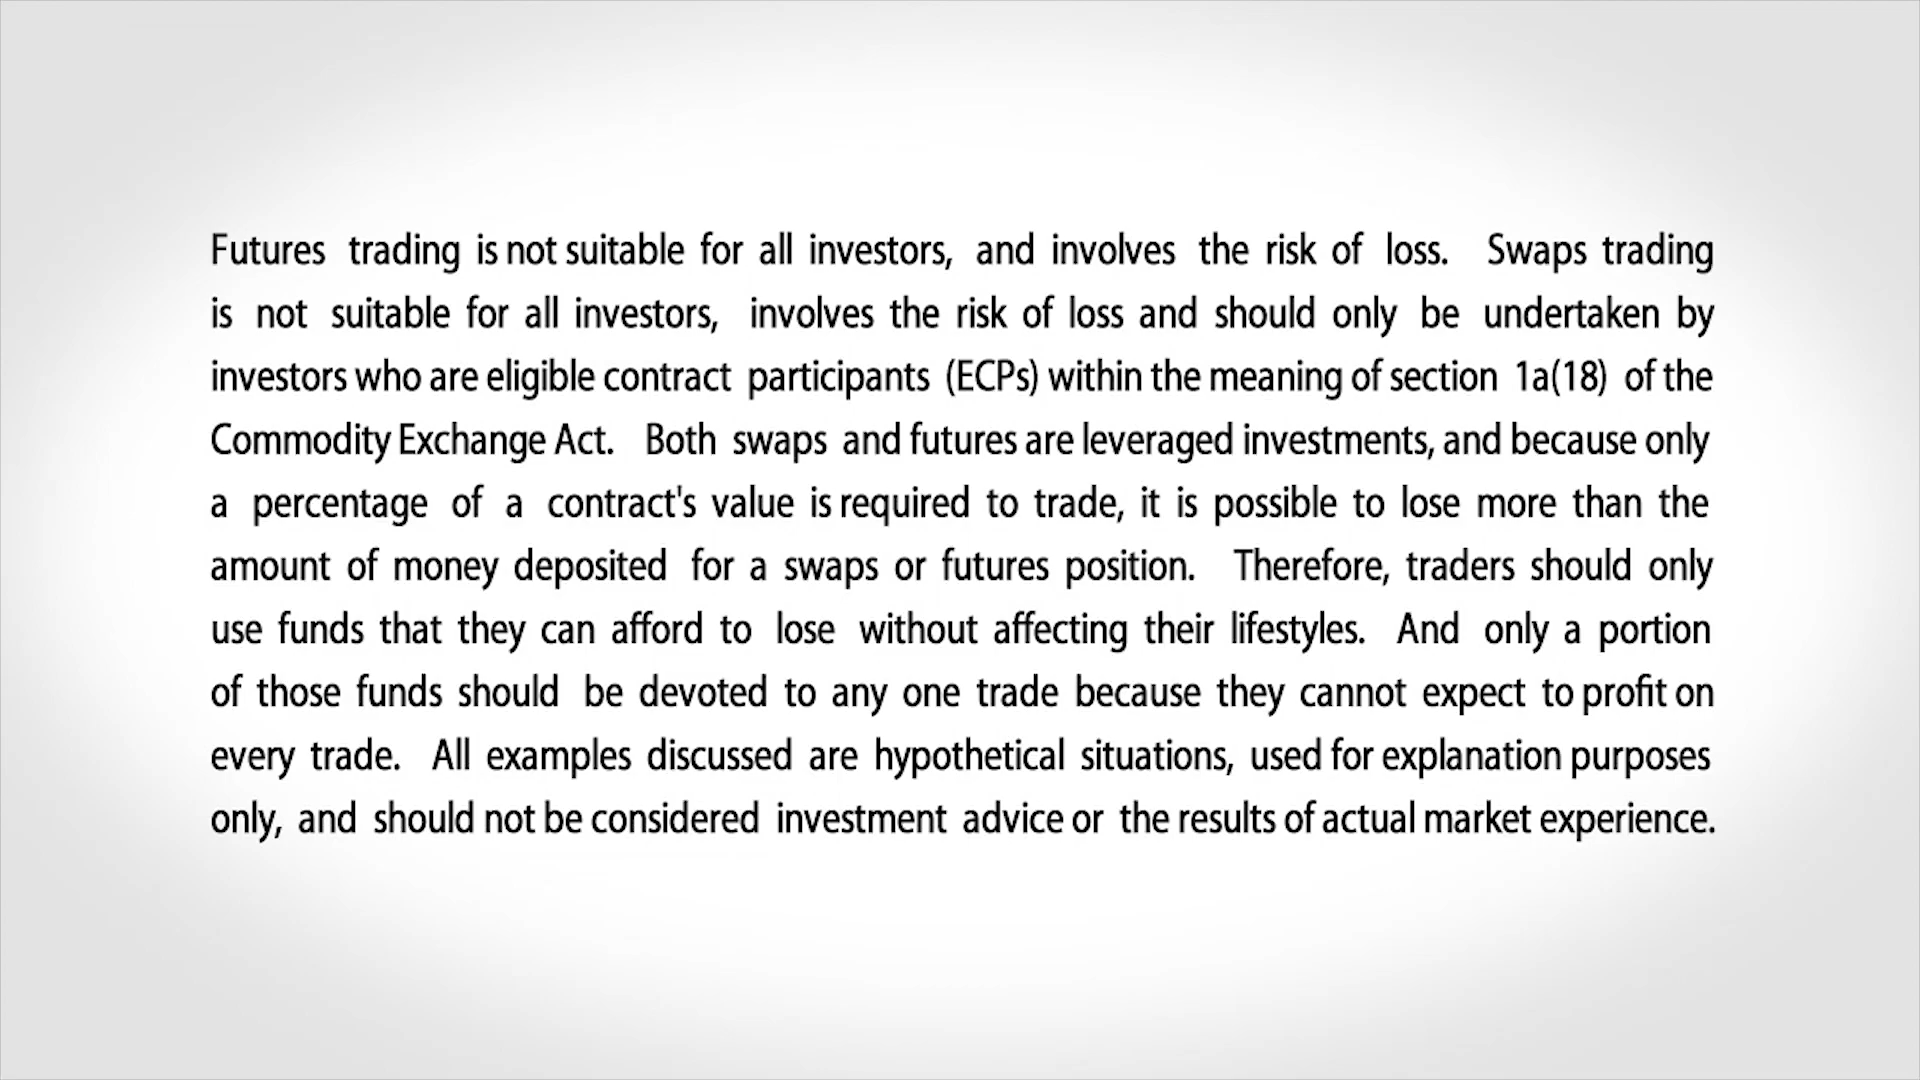 Futures trading is not suitable for all investors, and involves the risk of loss. Swaps trading
is not suitable for all investors, involves the risk of loss and should only be undertaken by
investors who are eligible contract participants (ECPs) within the meaning of section 1a(18) of the
Commodity Exchange Act. Both swaps and futures are leveraged investments, and because only
a percentage of a contract's value is required to trade, it is possible to lose more than the
amount of money deposited for a swaps or futures position. Therefore, traders should only
use funds that they can afford to lose without affecting their lifestyles. And only a portion
of those funds should be devoted to any one trade because they cannot expect to profit on
every trade. All examples discussed are hypothetical situations, used for explanation purposes
only, and should not be considered investment advice or the results of actual market experience.